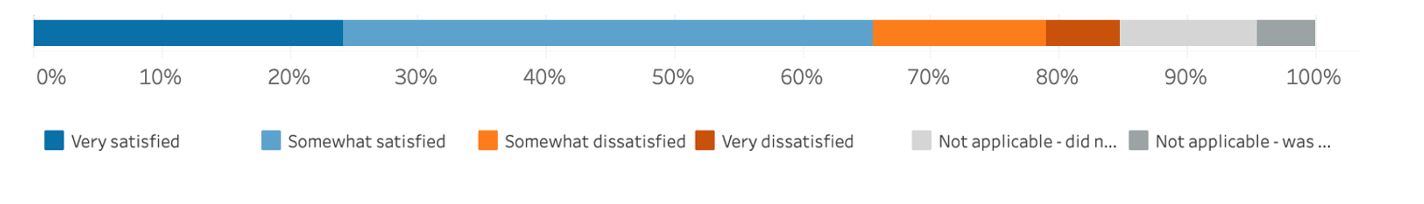 0% 10% 20% 30% 40% 50% 60% 70% 80% 90% 100%
Very satisfied Somewhat satisfied Somewhat dissatisfied Very dissatisfied Not applicable - did n... Not applicable - was ...